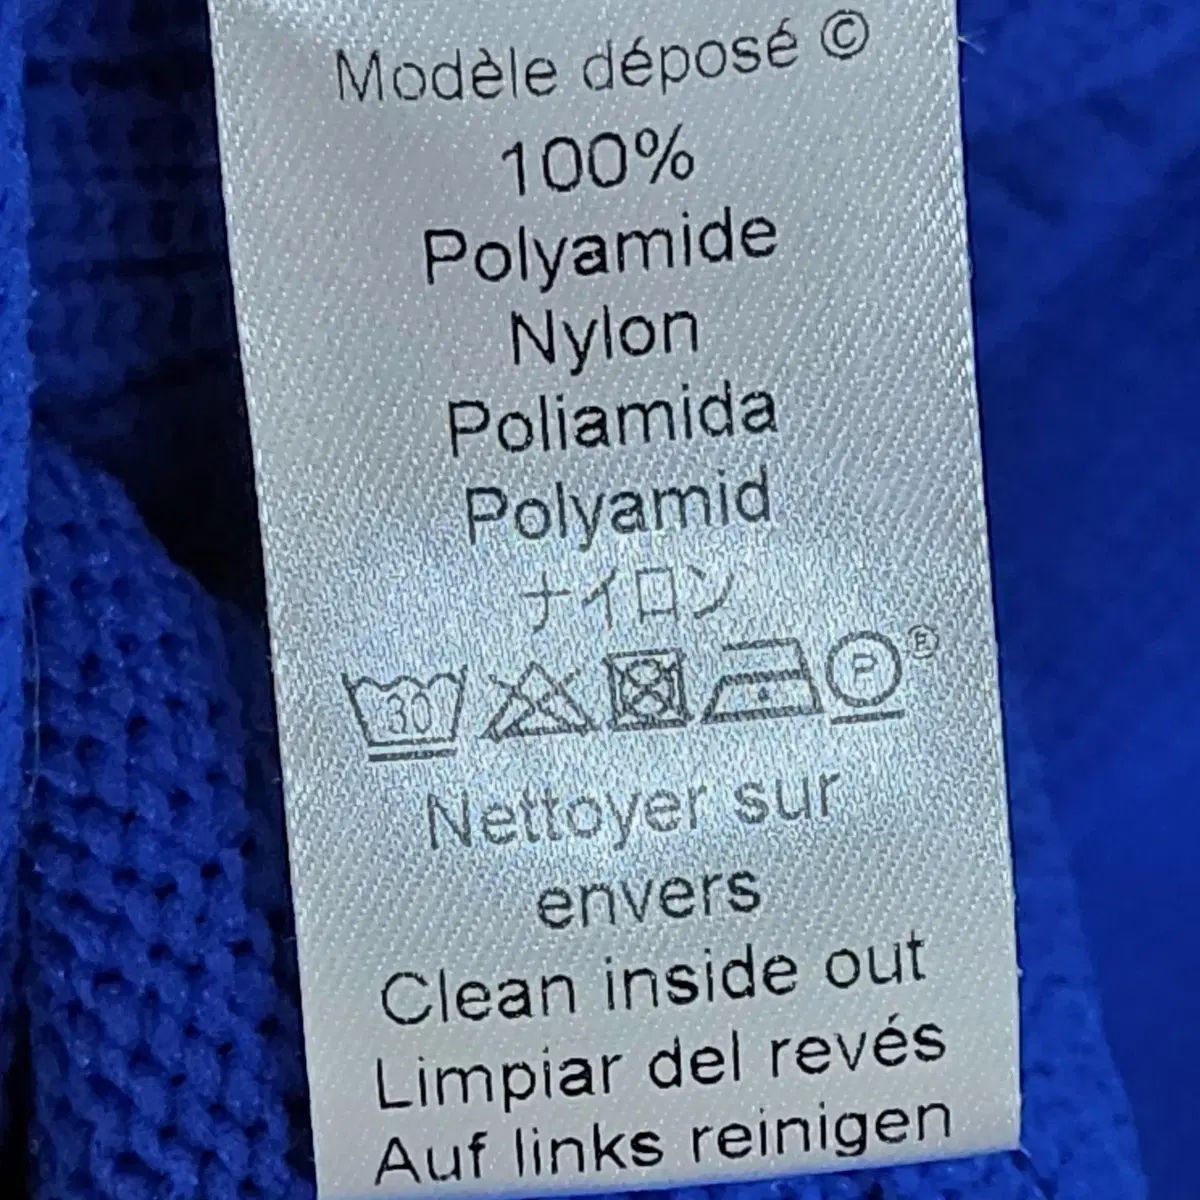 Modèle déposé ©
100%
Polyamide
Nylon
Poliamida
Polyamid
ナイロン
30 P ®
Nettoyer sur
envers
Clean inside out
Limpiar del revés
Auf links reinigen